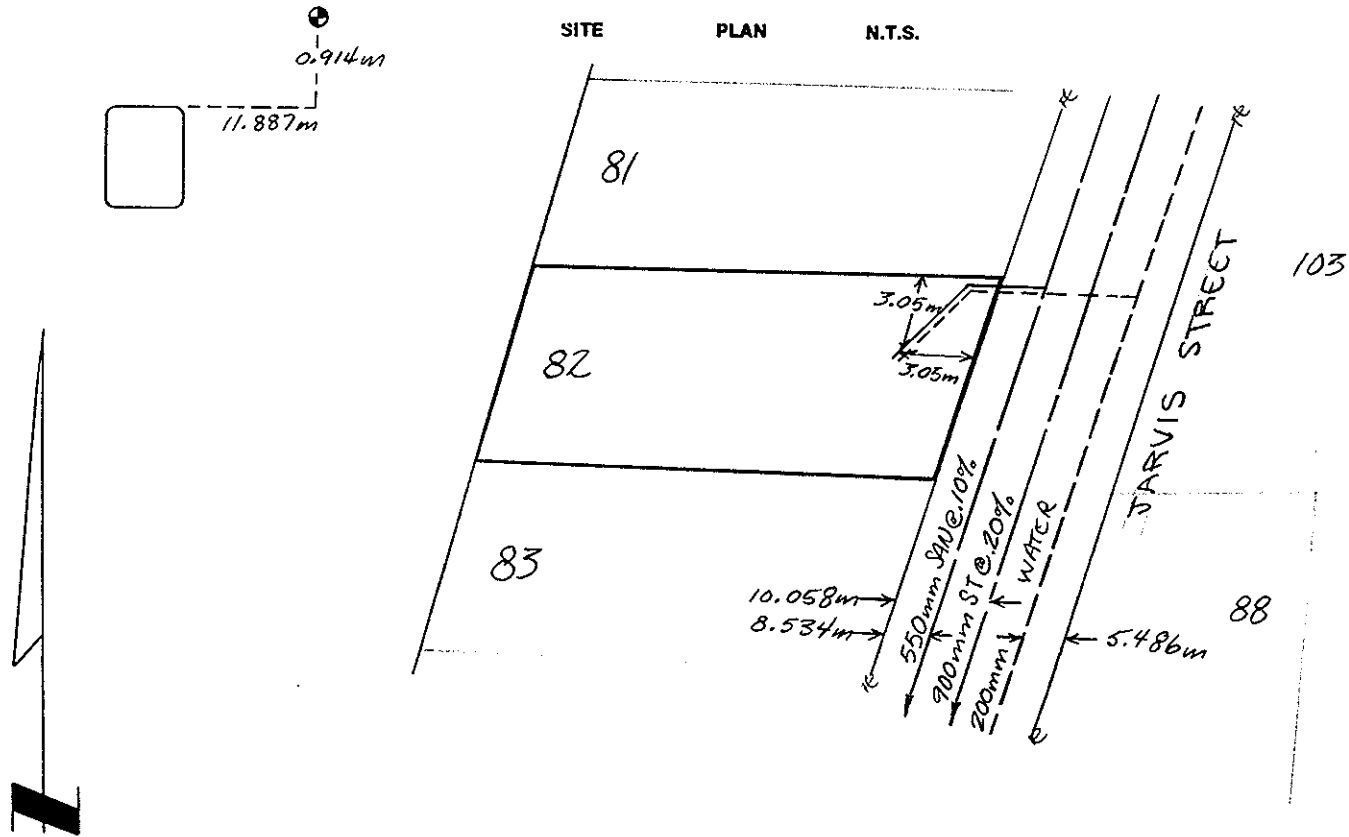 SITE PLAN N.T.S.
0.914m
11.887m
81
103
3.05m
3.05m
82
JARVIS STREET
83
550mm SAN@.10%
900mm ST@.20%
200mm WATER
10.058m
8.534m
5.486m
88